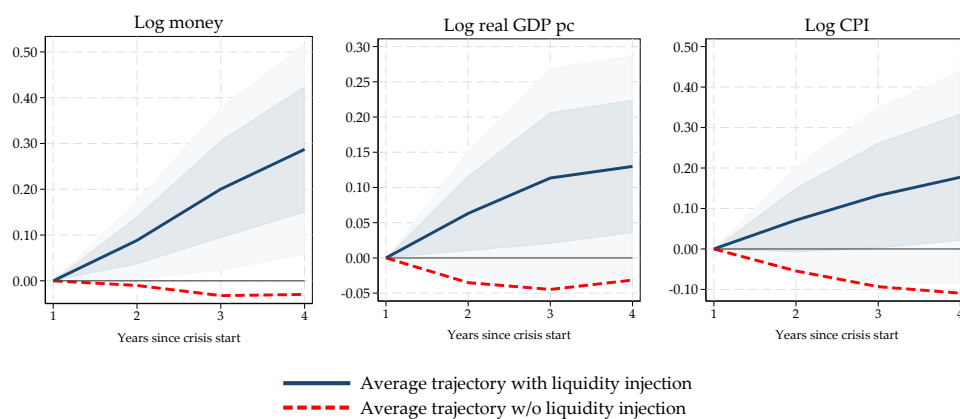 Log money
0.50
0.40
0.30
0.20
0.10
0.00
1 2 3 4
Years since crisis start
Log real GDP pc
0.30
0.25
0.20
0.15
0.10
0.05
0.00
-0.05
1 2 3 4
Years since crisis start
Log CPI
0.50
0.40
0.30
0.20
0.10
0.00
-0.10
1 2 3 4
Years since crisis start
Average trajectory with liquidity injection
Average trajectory w/o liquidity injection